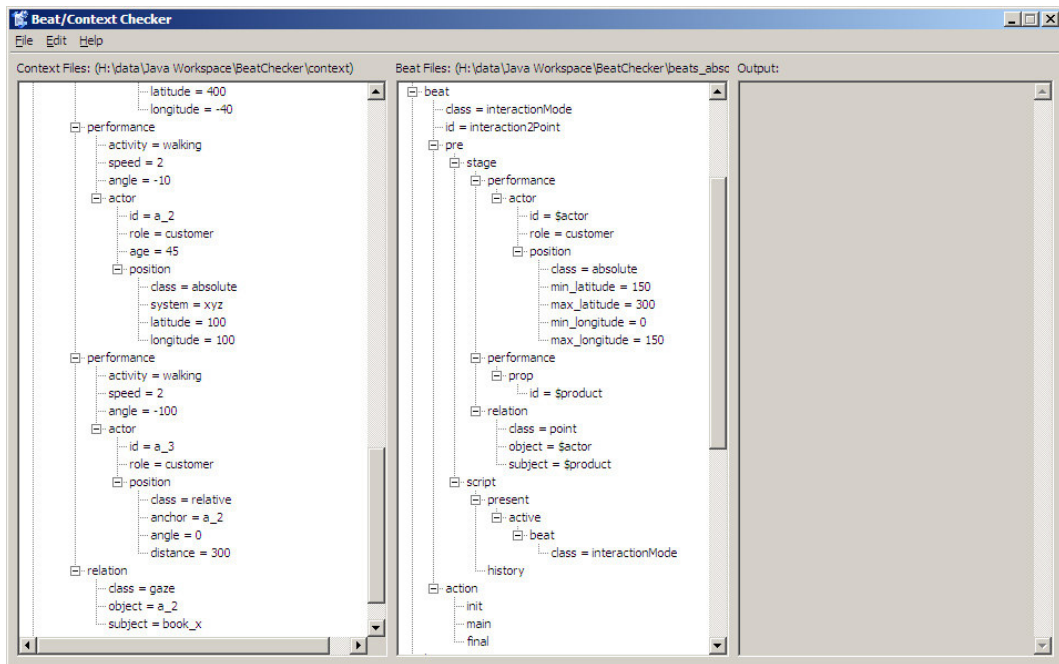 Beat/Context Checker
File Edit Help
Context Files: (H:\data\Java Workspace\BeatChecker\context)
latitude = 400
longitude = -40
performance
activity = walking
speed = 2
angle = -10
actor
id = a_2
role = customer
age = 45
position
class = absolute
system = xyz
latitude = 100
longitude = 100
performance
activity = walking
speed = 2
angle = -100
actor
id = a_3
role = customer
position
class = relative
anchor = a_2
angle = 0
distance = 300
relation
class = gaze
object = a_2
subject = book_x
Beat Files: (H:\data\Java Workspace\BeatChecker\beats_absc
beat
class = interactionMode
id = interaction2Point
pre
stage
performance
actor
id = $actor
role = customer
position
class = absolute
min_latitude = 150
max_latitude = 300
min_longitude = 0
max_longitude = 150
performance
prop
id = $product
relation
class = point
object = $actor
subject = $product
script
present
active
beat
class = interactionMode
history
action
init
main
final
Output: